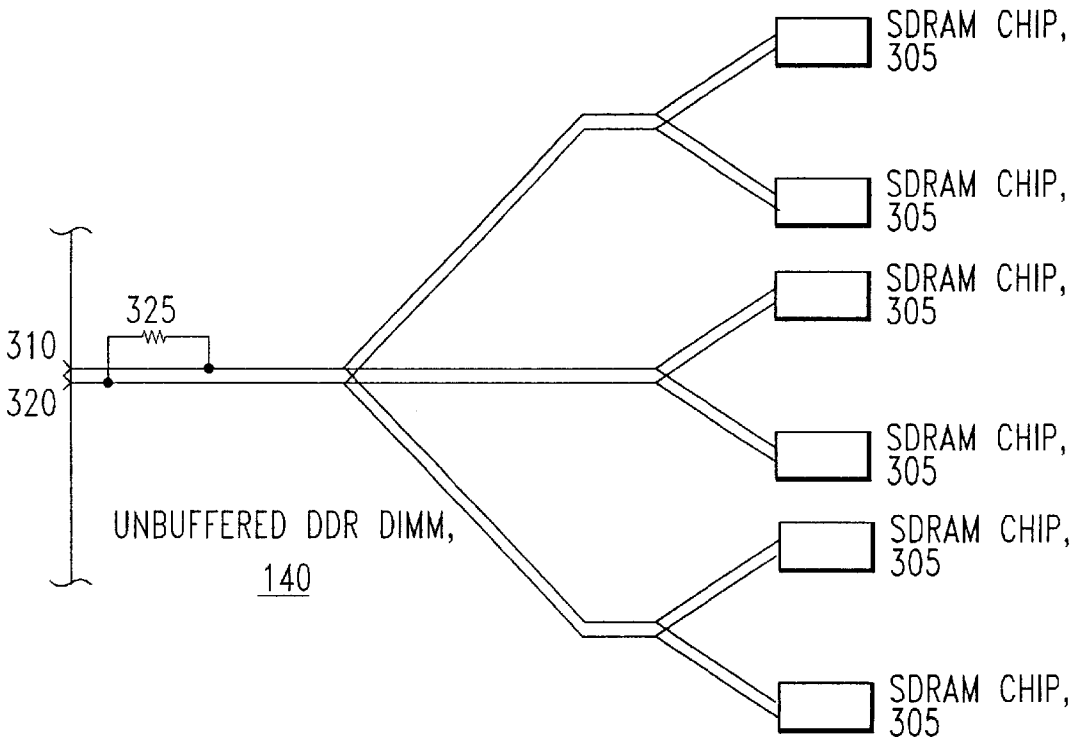 SDRAM CHIP,
305
SDRAM CHIP,
305
SDRAM CHIP,
305
325
310
320
SDRAM CHIP,
305
UNBUFFERED DDR DIMM,
140
SDRAM CHIP,
305
SDRAM CHIP,
305